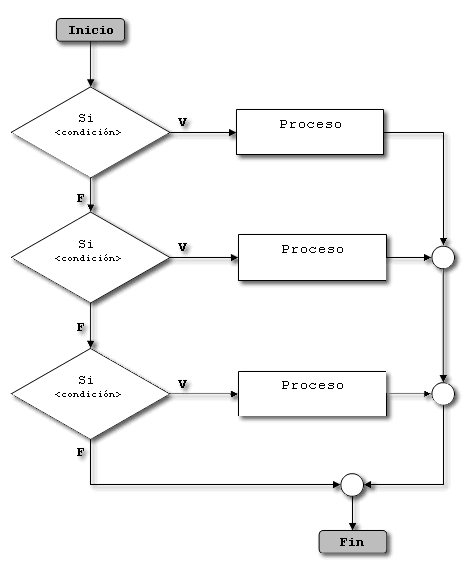 Inicio
Si
<condición>
V
Proceso
F
Si
<condición>
V
Proceso
F
Si
<condición>
V
Proceso
F
Fin